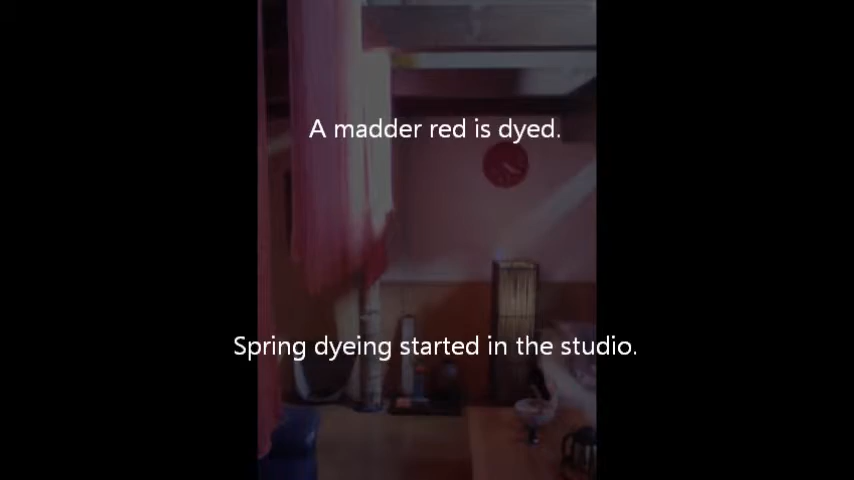 A madder red is dyed.
Spring dyeing started in the studio.